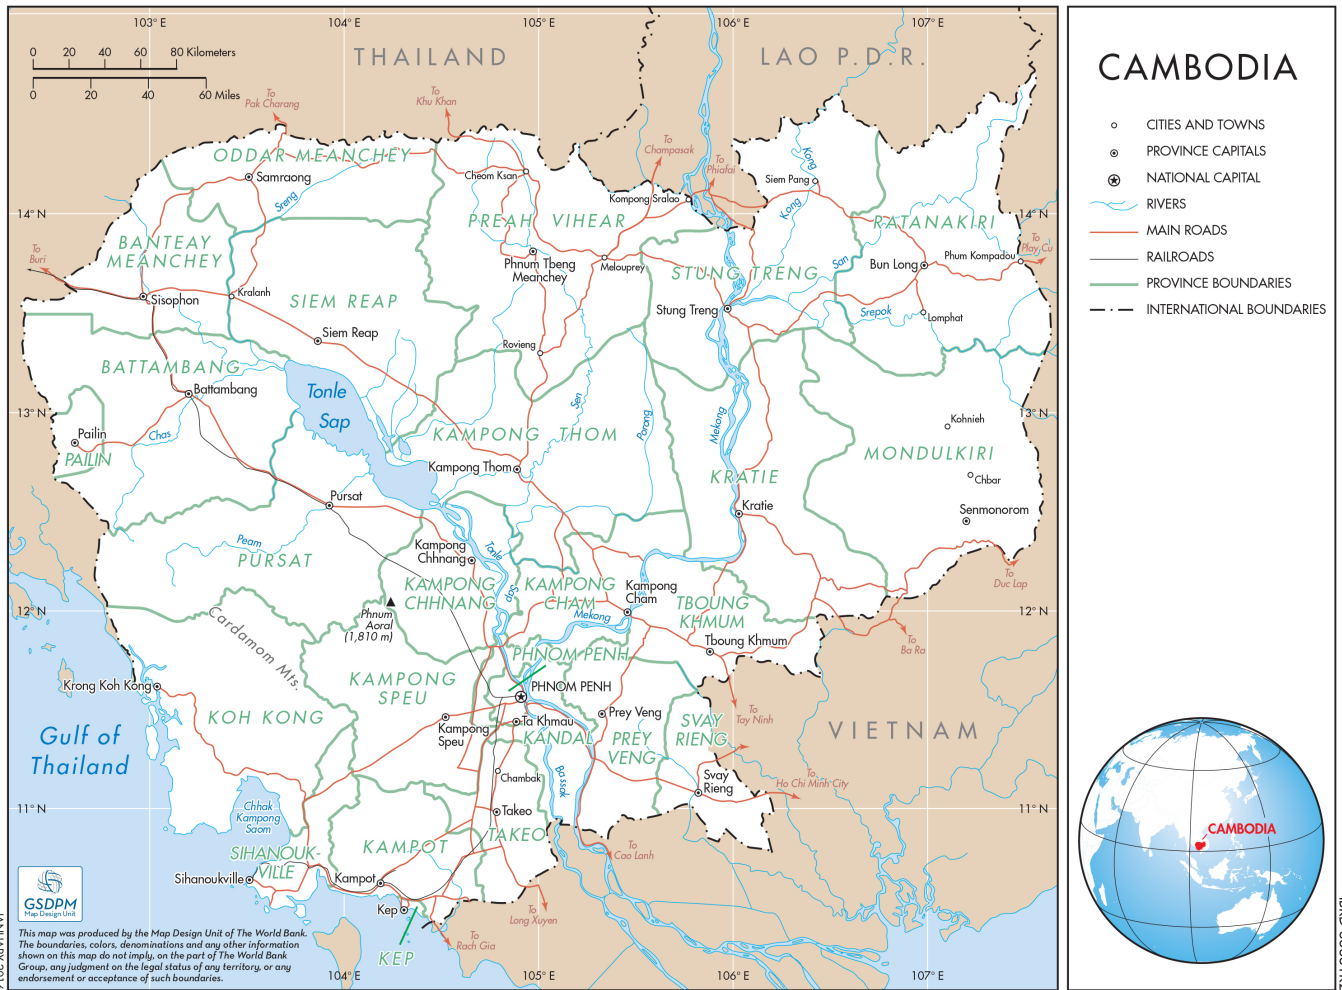 103° E
104° E
105° E
106° E
107° E
0 20 40 60 80 Kilometers
0 20 40 60 Miles
THAILAND
LAO P.D.R.
To
Pak Charang
To
Khu Khan
To
Champasak
To
Phiafai
ODDAR MEANCHEY
Samraong
Sreng
Cheom Ksan
Kompong Sralao
Siem Pang
Kong
Kong
14° N
14° N
BANTEAY
MEANCHEY
PREAH VIHEAR
RATANAKIRI
To
Buri
To
Play Cu
Phnum Tbeng
Meanchey
Melouprey
STUNG TRENG
San
Bun Long
Phum Kompadou
Sisophon
Kralanh
SIEM REAP
Stung Treng
Srepok
Lomphat
Siem Reap
Rovieng
BATTAMBANG
Battambang
Tonle
Sap
Sen
Porong
Mekong
13° N
13° N
Kohnieh
Pailin
PAILIN
Chas
KAMPONG THOM
Kampong Thom
MONDULKIRI
KRATIE
Chbar
Pursat
Kratie
Senmonorom
Peam
PURSAT
Kampong
Chhnang
Tonle
Sap
KAMPONG
CHHNANG
KAMPONG
CHAM
Kampong
Cham
TBOUNG
KHMUM
To
Duc Lap
12° N
12° N
Phnum
Aoral
(1,810 m)
Mekong
Cardamom Mts.
Tboung Khmum
To
Ba Ra
PHNOM PENH
PHNOM PENH
Krong Koh Kong
KAMPONG
SPEU
KOH KONG
Kampong
Speu
Ta Khmau
KANDAL
Prey Veng
PREY
VENG
SVAY
RIENG
To
Tay Ninh
VIETNAM
Gulf of
Thailand
Chambak
Bassak
Svay
Rieng
To
Ho Chi Minh City
11° N
11° N
Chhak
Kampong
Saom
Takeo
TAKEO
KAMPOT
SIHANOUK-
VILLE
To
Cao Lanh
Sihanoukville
Kampot
Kep
KEP
To
Long Xuyen
To
Rach Gia
104° E
105° E
106° E
107° E
GSDPM
Map Design Unit
This map was produced by the Map Design Unit of The World Bank.
The boundaries, colors, denominations and any other information
shown on this map do not imply, on the part of The World Bank
Group, any judgment on the legal status of any territory, or any
endorsement or acceptance of such boundaries.
CAMBODIA
CITIES AND TOWNS
PROVINCE CAPITALS
NATIONAL CAPITAL
RIVERS
MAIN ROADS
RAILROADS
PROVINCE BOUNDARIES
INTERNATIONAL BOUNDARIES
CAMBODIA